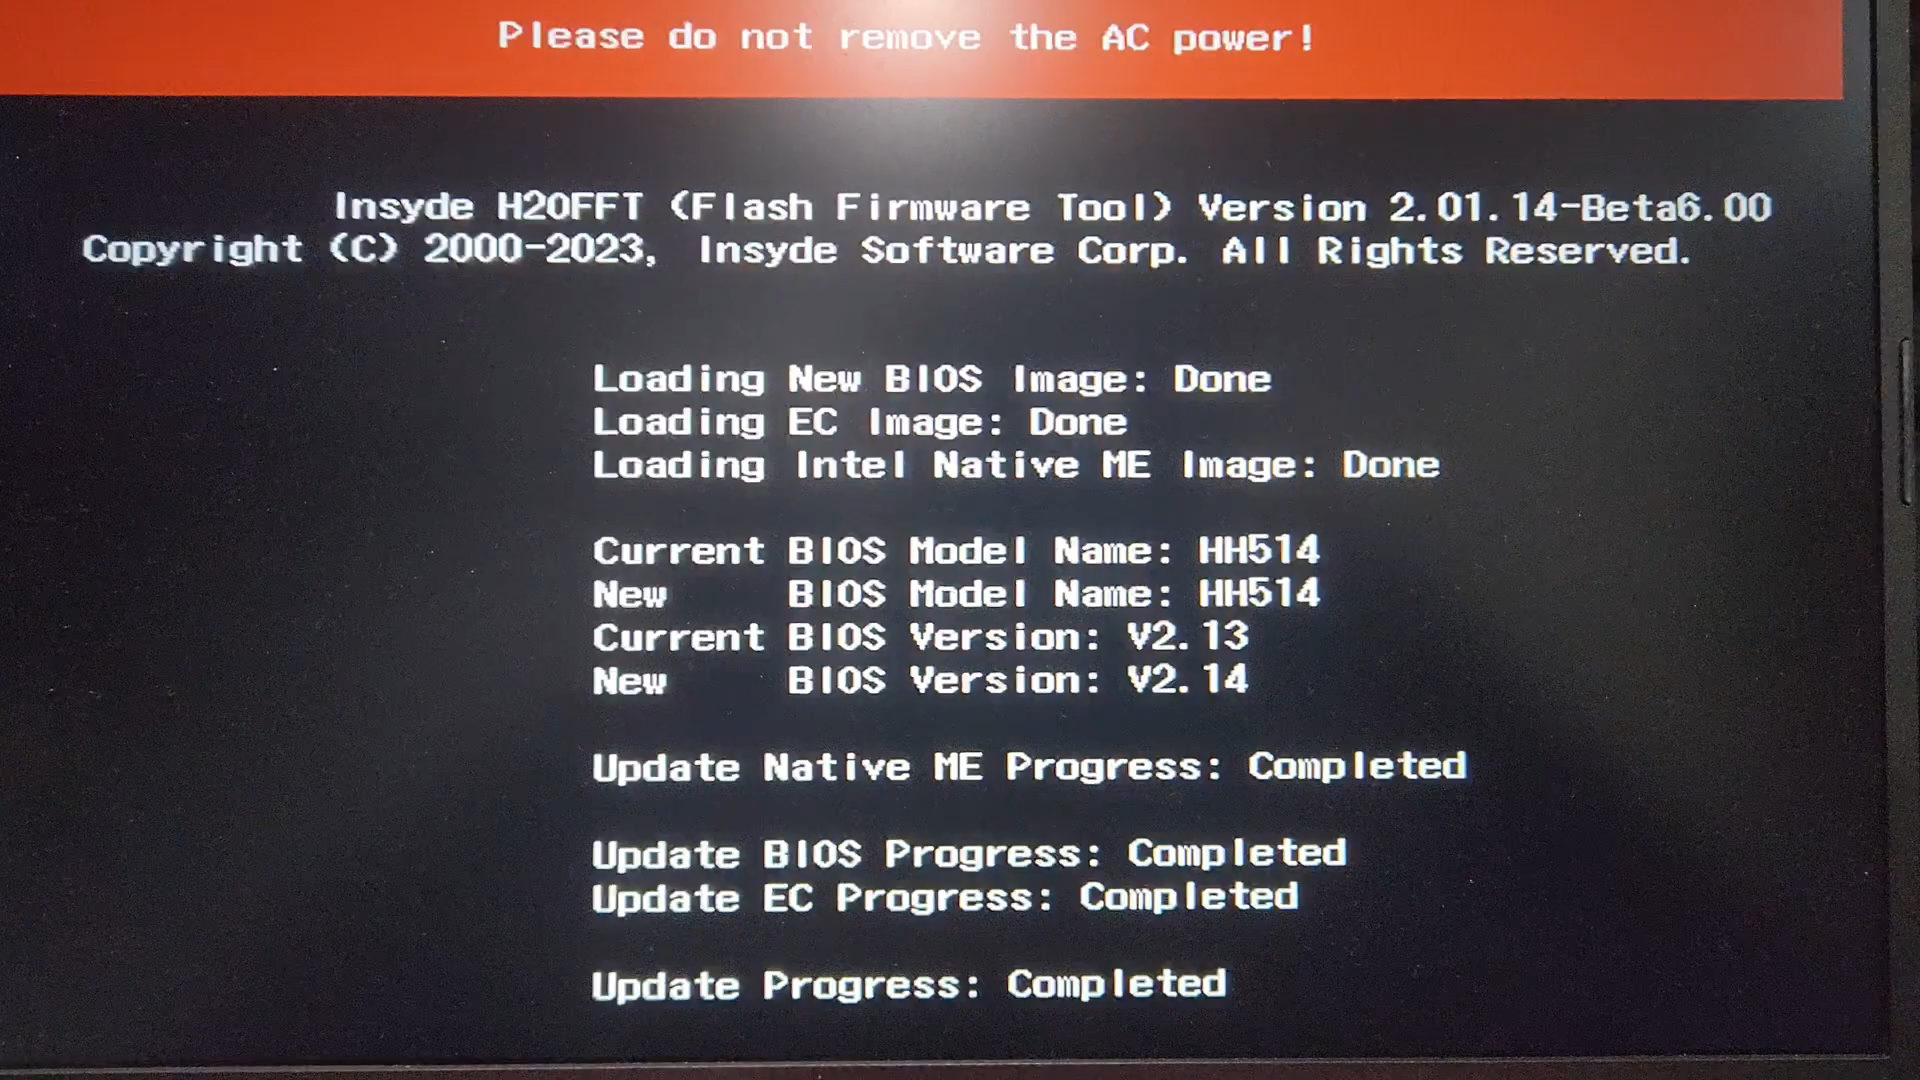 Please do not remove the AC power!
Insyde H2OFFT (Flash Firmware Tool) Version 2.01.14-Beta6.00
Copyright (C) 2000-2023, Insyde Software Corp. All Rights Reserved.
Loading New BIOS Image: Done
Loading EC Image: Done
Loading Intel Native ME Image: Done
Current BIOS Model Name: HH514
New BIOS Model Name: HH514
Current BIOS Version: V2.13
New BIOS Version: V2.14
Update Native ME Progress: Completed
Update BIOS Progress: Completed
Update EC Progress: Completed
Update Progress: Completed